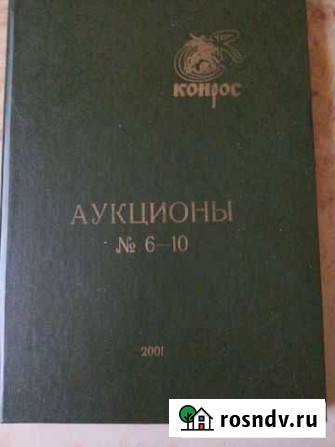 R
конрос
АУКЦИОНЫ
№ 6—10
2001
rosndv.ru